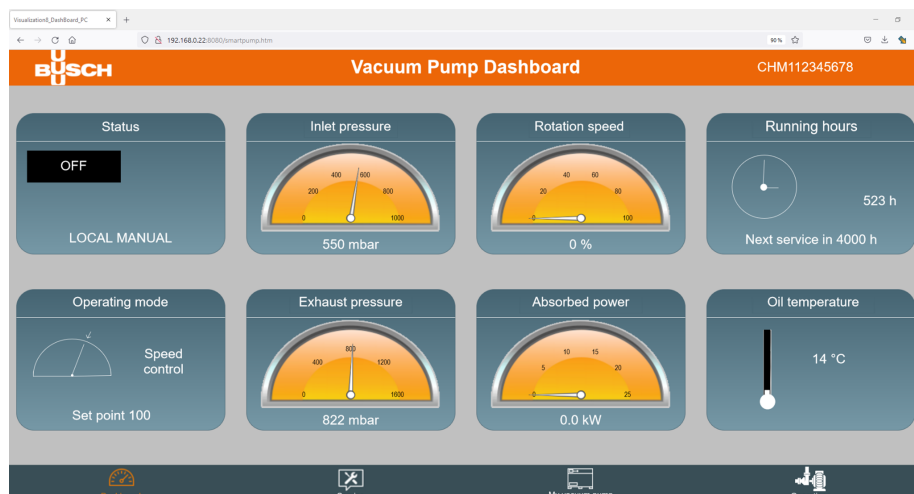 Visualization8_DashBoard_PC
192.168.0.22:8080/smartpump.htm
90%
BUSCH
Vacuum Pump Dashboard
CHM112345678
Status
OFF
LOCAL MANUAL
Inlet pressure
0 200 400 600 800 1000
550 mbar
Rotation speed
0 20 40 60 80 100
0 %
Running hours
523 h
Next service in 4000 h
Operating mode
Speed
control
Set point 100
Exhaust pressure
0 400 800 1200 1600
822 mbar
Absorbed power
0 5 10 15 20 25
0.0 kW
Oil temperature
14 °C